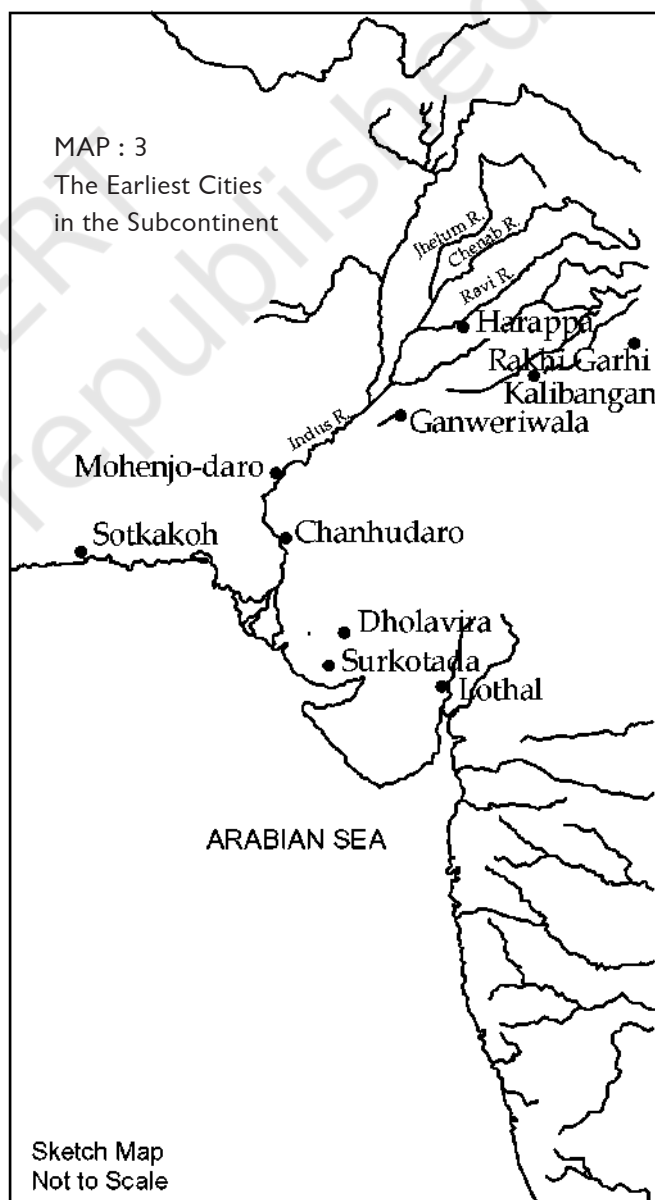 MAP : 3
The Earliest Cities
in the Subcontinent
Jhelum R.
Chenab R.
Ravi R.
Harappa
Rakhi Garhi
Kalibangan
Ganweriwala
Indus R.
Mohenjo-daro
Sotkakoh
Chanhudaro
Dholavira
Surkotada
Lothal
ARABIAN SEA
Sketch Map
Not to Scale
republished